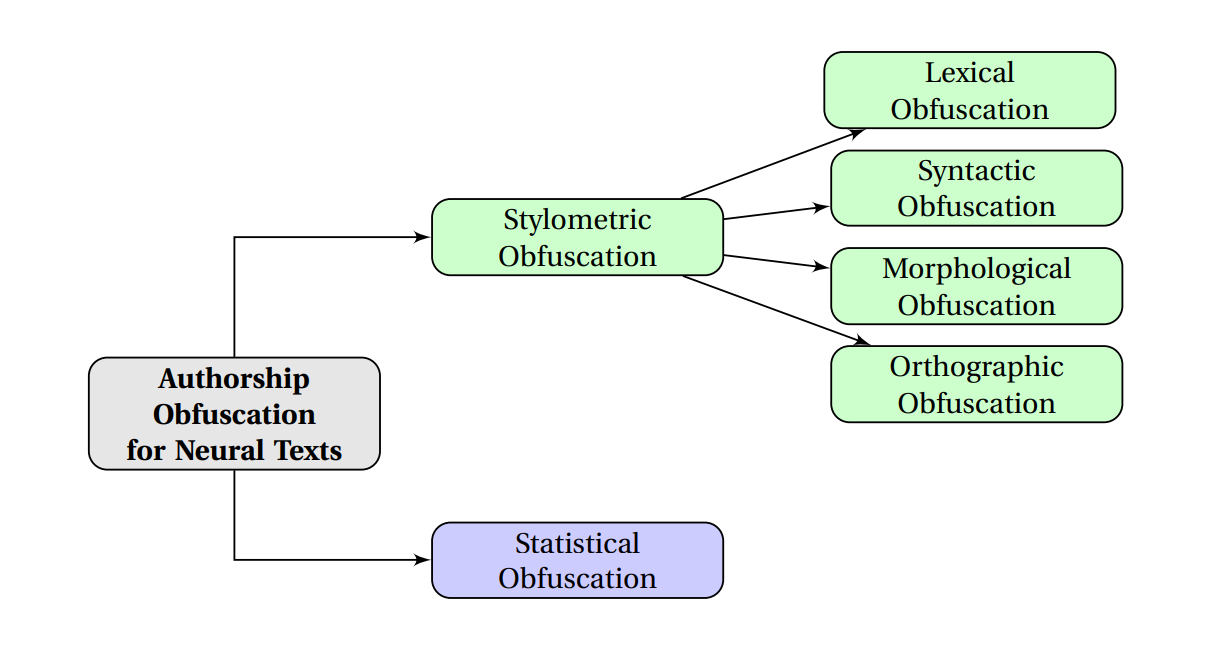 Lexical
Obfuscation
Syntactic
Obfuscation
Stylometric
Obfuscation
Morphological
Obfuscation
Orthographic
Obfuscation
Authorship
Obfuscation
for Neural Texts
Statistical
Obfuscation